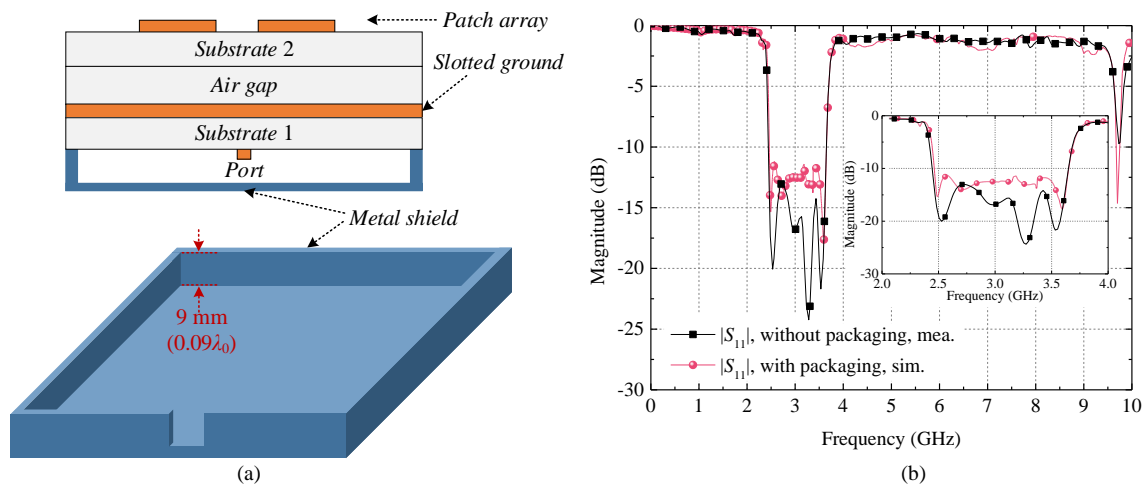 Patch array
Substrate 2
Slotted ground
Air gap
Substrate 1
Port
Metal shield
9 mm
(0.09λ0)
(a)
0
-5
-10
-15
-20
-25
-30
Magnitude (dB)
0 1 2 3 4 5 6 7 8 9 10
Frequency (GHz)
0
-10
-20
-30
Magnitude (dB)
2.0 2.5 3.0 3.5 4.0
Frequency (GHz)
|S11|, without packaging, mea.
|S11|, with packaging, sim.
(b)